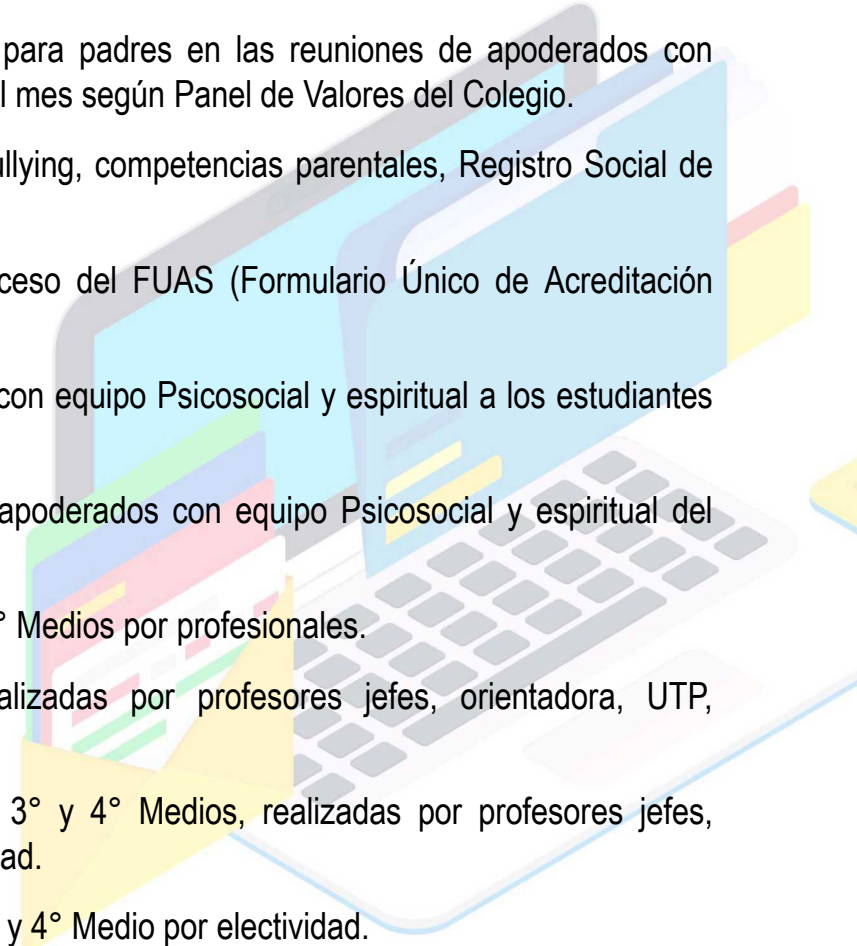 para padres en las reuniones de apoderados con
l mes según Panel de Valores del Colegio.
ullying, competencias parentales, Registro Social de
ceso del FUAS (Formulario Único de Acreditación
con equipo Psicosocial y espiritual a los estudiantes
apoderados con equipo Psicosocial y espiritual del
° Medios por profesionales.
alizadas por profesores jefes, orientadora, UTP,
3° y 4° Medios, realizadas por profesores jefes,
ad.
y 4° Medio por electividad.